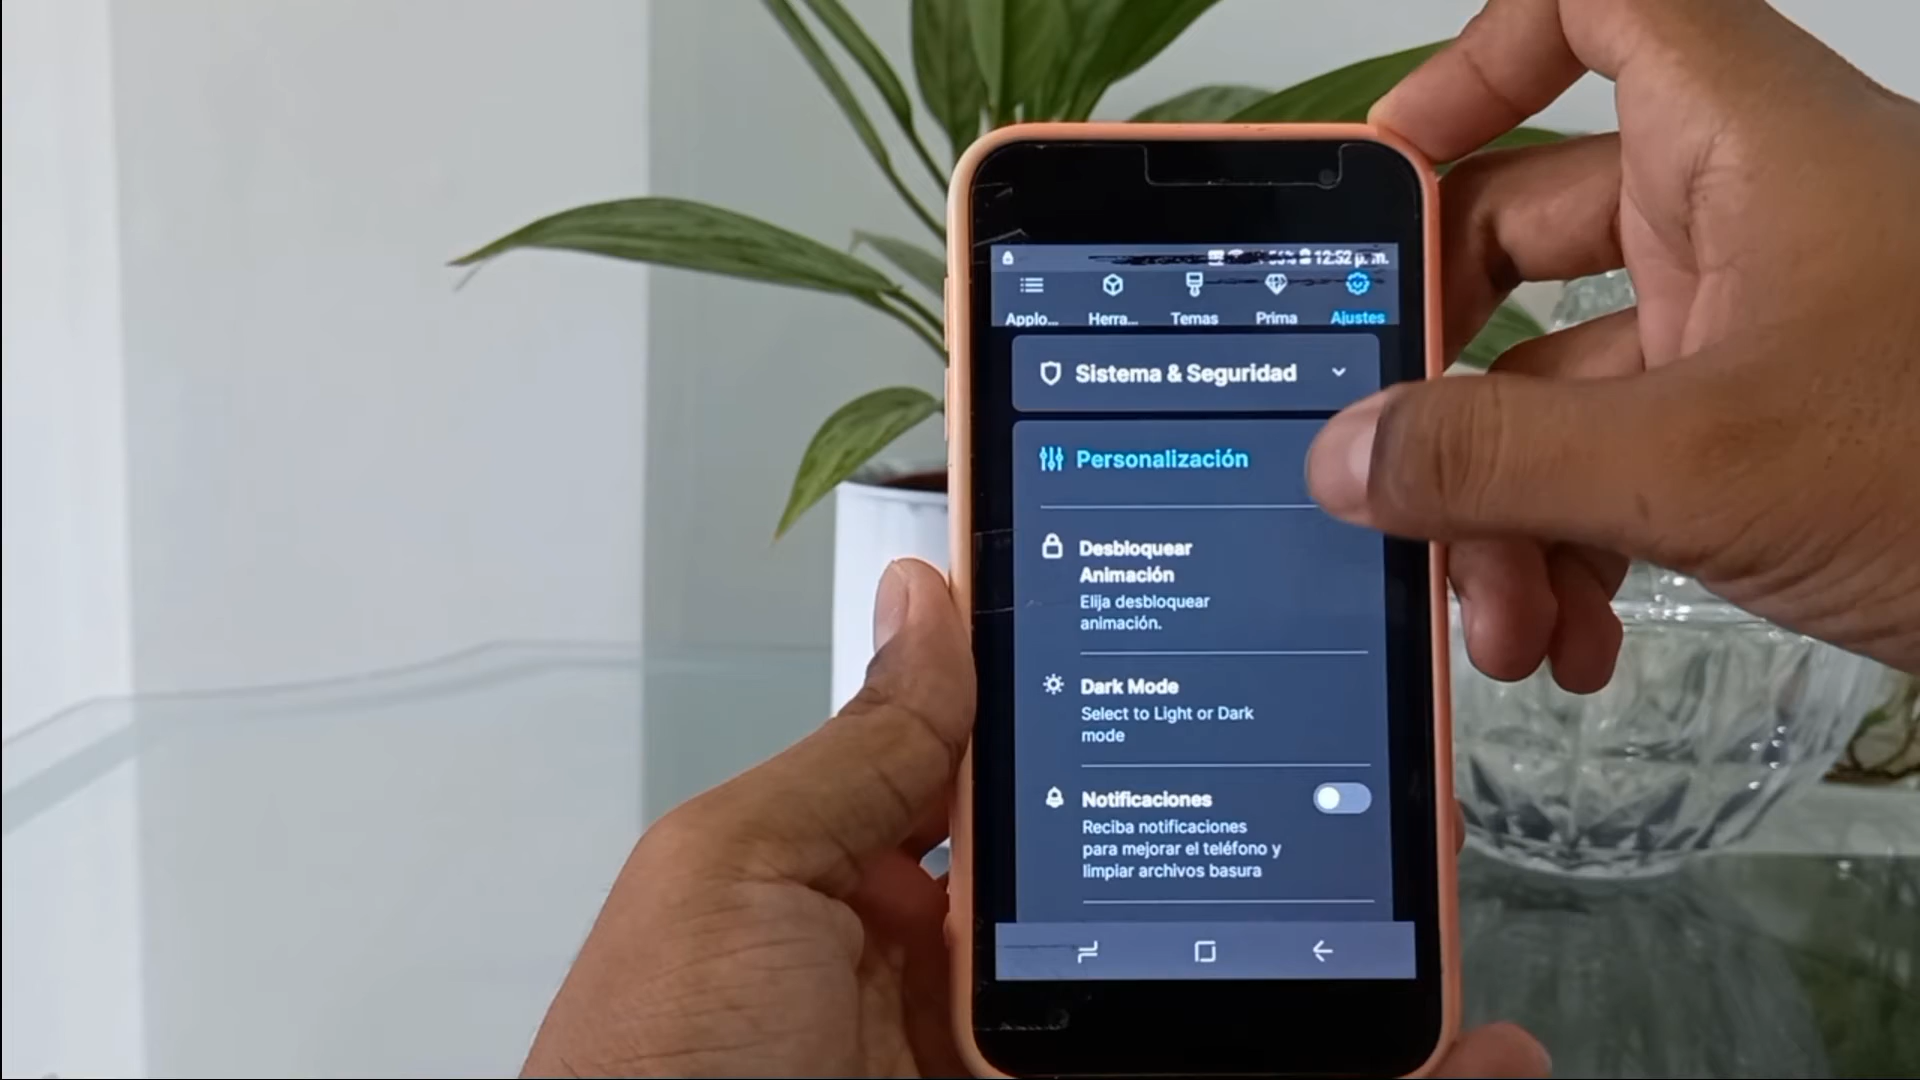 12:52 p. m.
Applo... Herra... Temas Prima Ajustes
Sistema & Seguridad
Personalización
Desbloquear
Animación
Elija desbloquear
animación.
Dark Mode
Select to Light or Dark
mode
Notificaciones
Reciba notificaciones
para mejorar el teléfono y
limpiar archivos basura